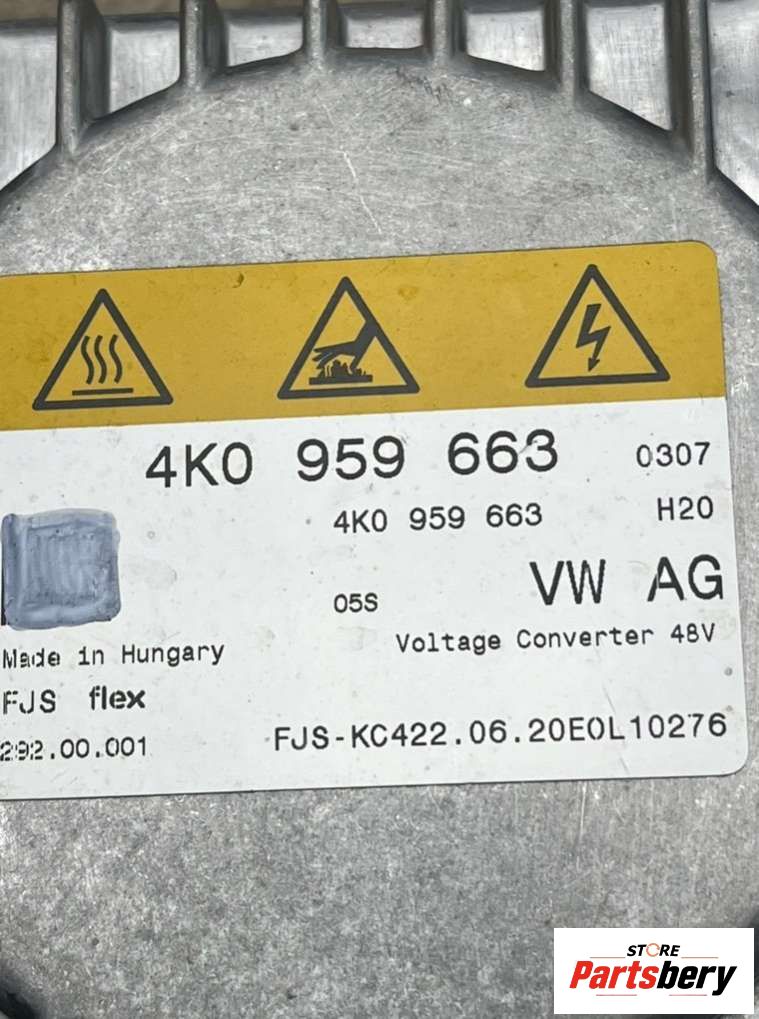 4K0 959 663 0307
4K0 959 663 H20
05S VW AG
Made in Hungary Voltage Converter 48V
FJS flex
292.00.001 FJS-KC422.06.20E0L10276
STORE
Partsbery